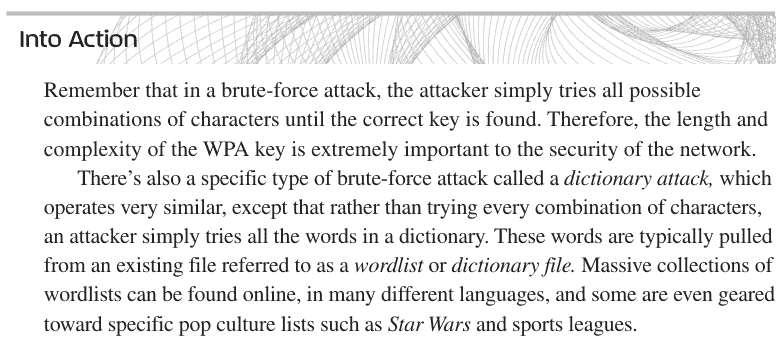 Into Action
Remember that in a brute-force attack, the attacker simply tries all possible
combinations of characters until the correct key is found. Therefore, the length and
complexity of the WPA key is extremely important to the security of the network.
There’s also a specific type of brute-force attack called a dictionary attack, which
operates very similar, except that rather than trying every combination of characters,
an attacker simply tries all the words in a dictionary. These words are typically pulled
from an existing file referred to as a wordlist or dictionary file. Massive collections of
wordlists can be found online, in many different languages, and some are even geared
toward specific pop culture lists such as Star Wars and sports leagues.